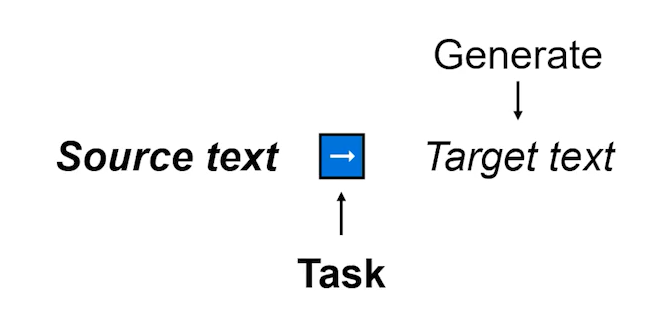 Generate
Source text → Target text
Task